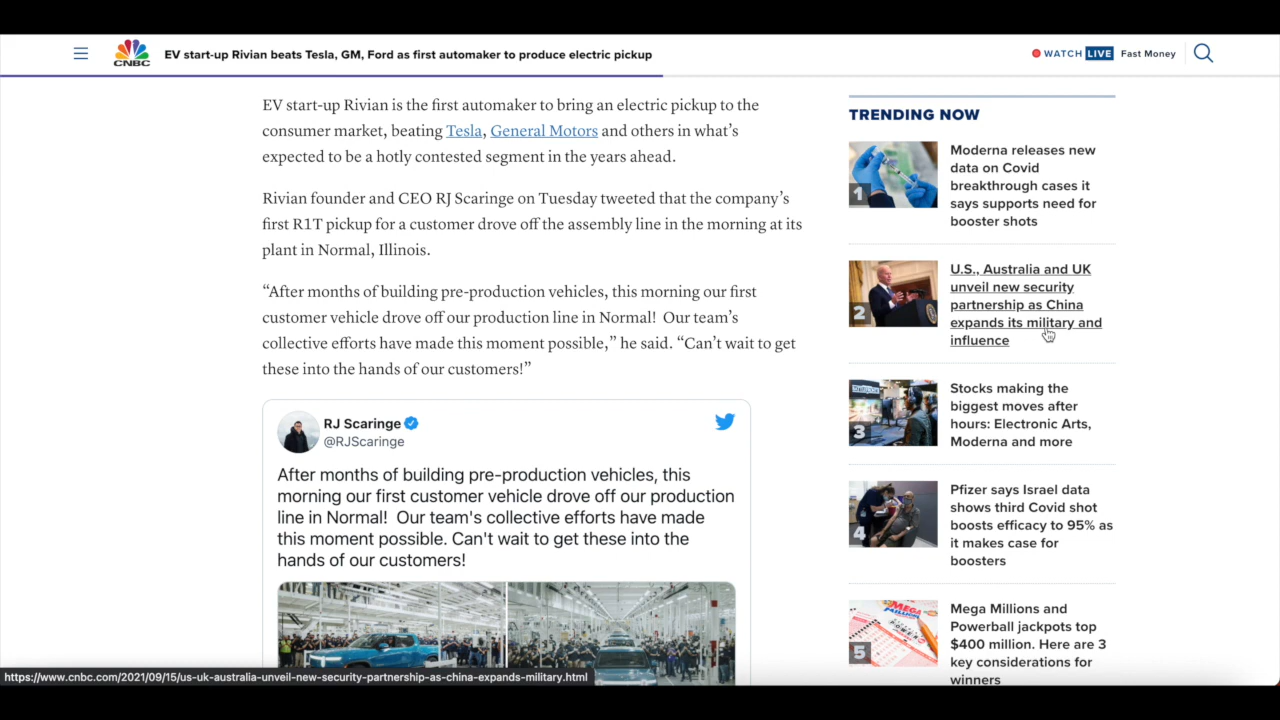 CNBC
EV start-up Rivian beats Tesla, GM, Ford as first automaker to produce electric pickup
WATCH LIVE Fast Money
EV start-up Rivian is the first automaker to bring an electric pickup to the
consumer market, beating Tesla, General Motors and others in what's
expected to be a hotly contested segment in the years ahead.
Rivian founder and CEO RJ Scaringe on Tuesday tweeted that the company's
first R1T pickup for a customer drove off the assembly line in the morning at its
plant in Normal, Illinois.
“After months of building pre-production vehicles, this morning our first
customer vehicle drove off our production line in Normal!  Our team's
collective efforts have made this moment possible,” he said. “Can't wait to get
these into the hands of our customers!”
RJ Scaringe
@RJScaringe
After months of building pre-production vehicles, this
morning our first customer vehicle drove off our production
line in Normal!  Our team's collective efforts have made
this moment possible. Can't wait to get these into the
hands of our customers!
TRENDING NOW
1
Moderna releases new
data on Covid
breakthrough cases it
says supports need for
booster shots
2
U.S., Australia and UK
unveil new security
partnership as China
expands its military and
influence
3
Stocks making the
biggest moves after
hours: Electronic Arts,
Moderna and more
4
Pfizer says Israel data
shows third Covid shot
boosts efficacy to 95% as
it makes case for
boosters
MEGA
MILLIONS
5
Mega Millions and
Powerball jackpots top
$400 million. Here are 3
key considerations for
winners
https://www.cnbc.com/2021/09/15/us-uk-australia-unveil-new-security-partnership-as-china-expands-military.html